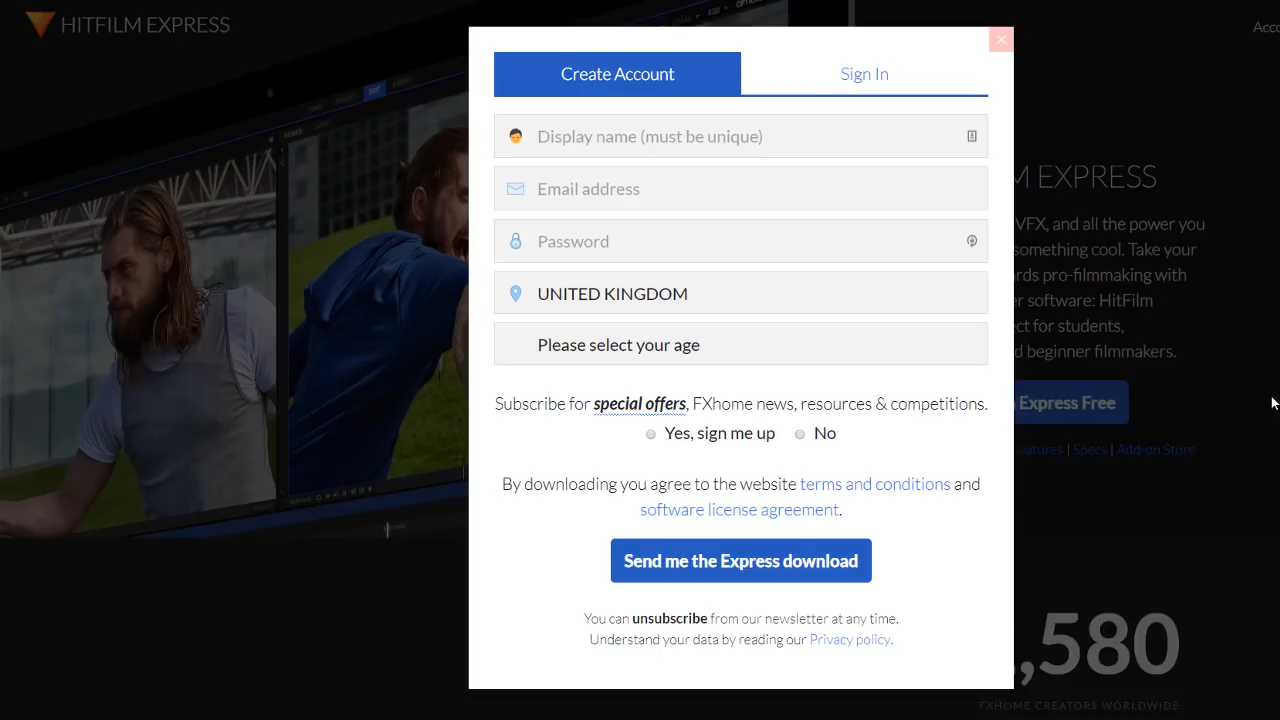 HITFILM EXPRESS
Create Account
Sign In
Display name (must be unique)
Email address
Password
UNITED KINGDOM
Please select your age
Subscribe for special offers, FXhome news, resources & competitions.
Yes, sign me up
No
By downloading you agree to the website terms and conditions and
software license agreement.
Send me the Express download
You can unsubscribe from our newsletter at any time.
Understand your data by reading our Privacy policy.
EXPRESS
VFX, and all the power you
something cool. Take your
pro-filmmaking with
software: HitFilm
for students,
beginner filmmakers.
Express Free
| Specs | Add-on Store
,580
FXHOME CREATORS WORLDWIDE